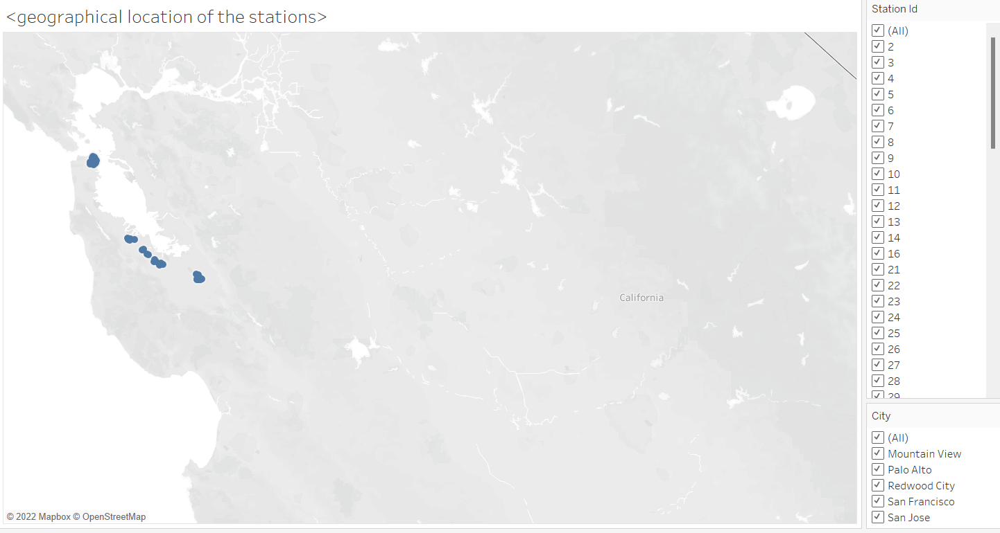 <geographical location of the stations>
California
© 2022 Mapbox © OpenStreetMap
Station Id
(All)
2
3
4
5
6
7
8
9
10
11
12
13
14
16
21
22
23
24
25
26
27
28
29
City
(All)
Mountain View
Palo Alto
Redwood City
San Francisco
San Jose